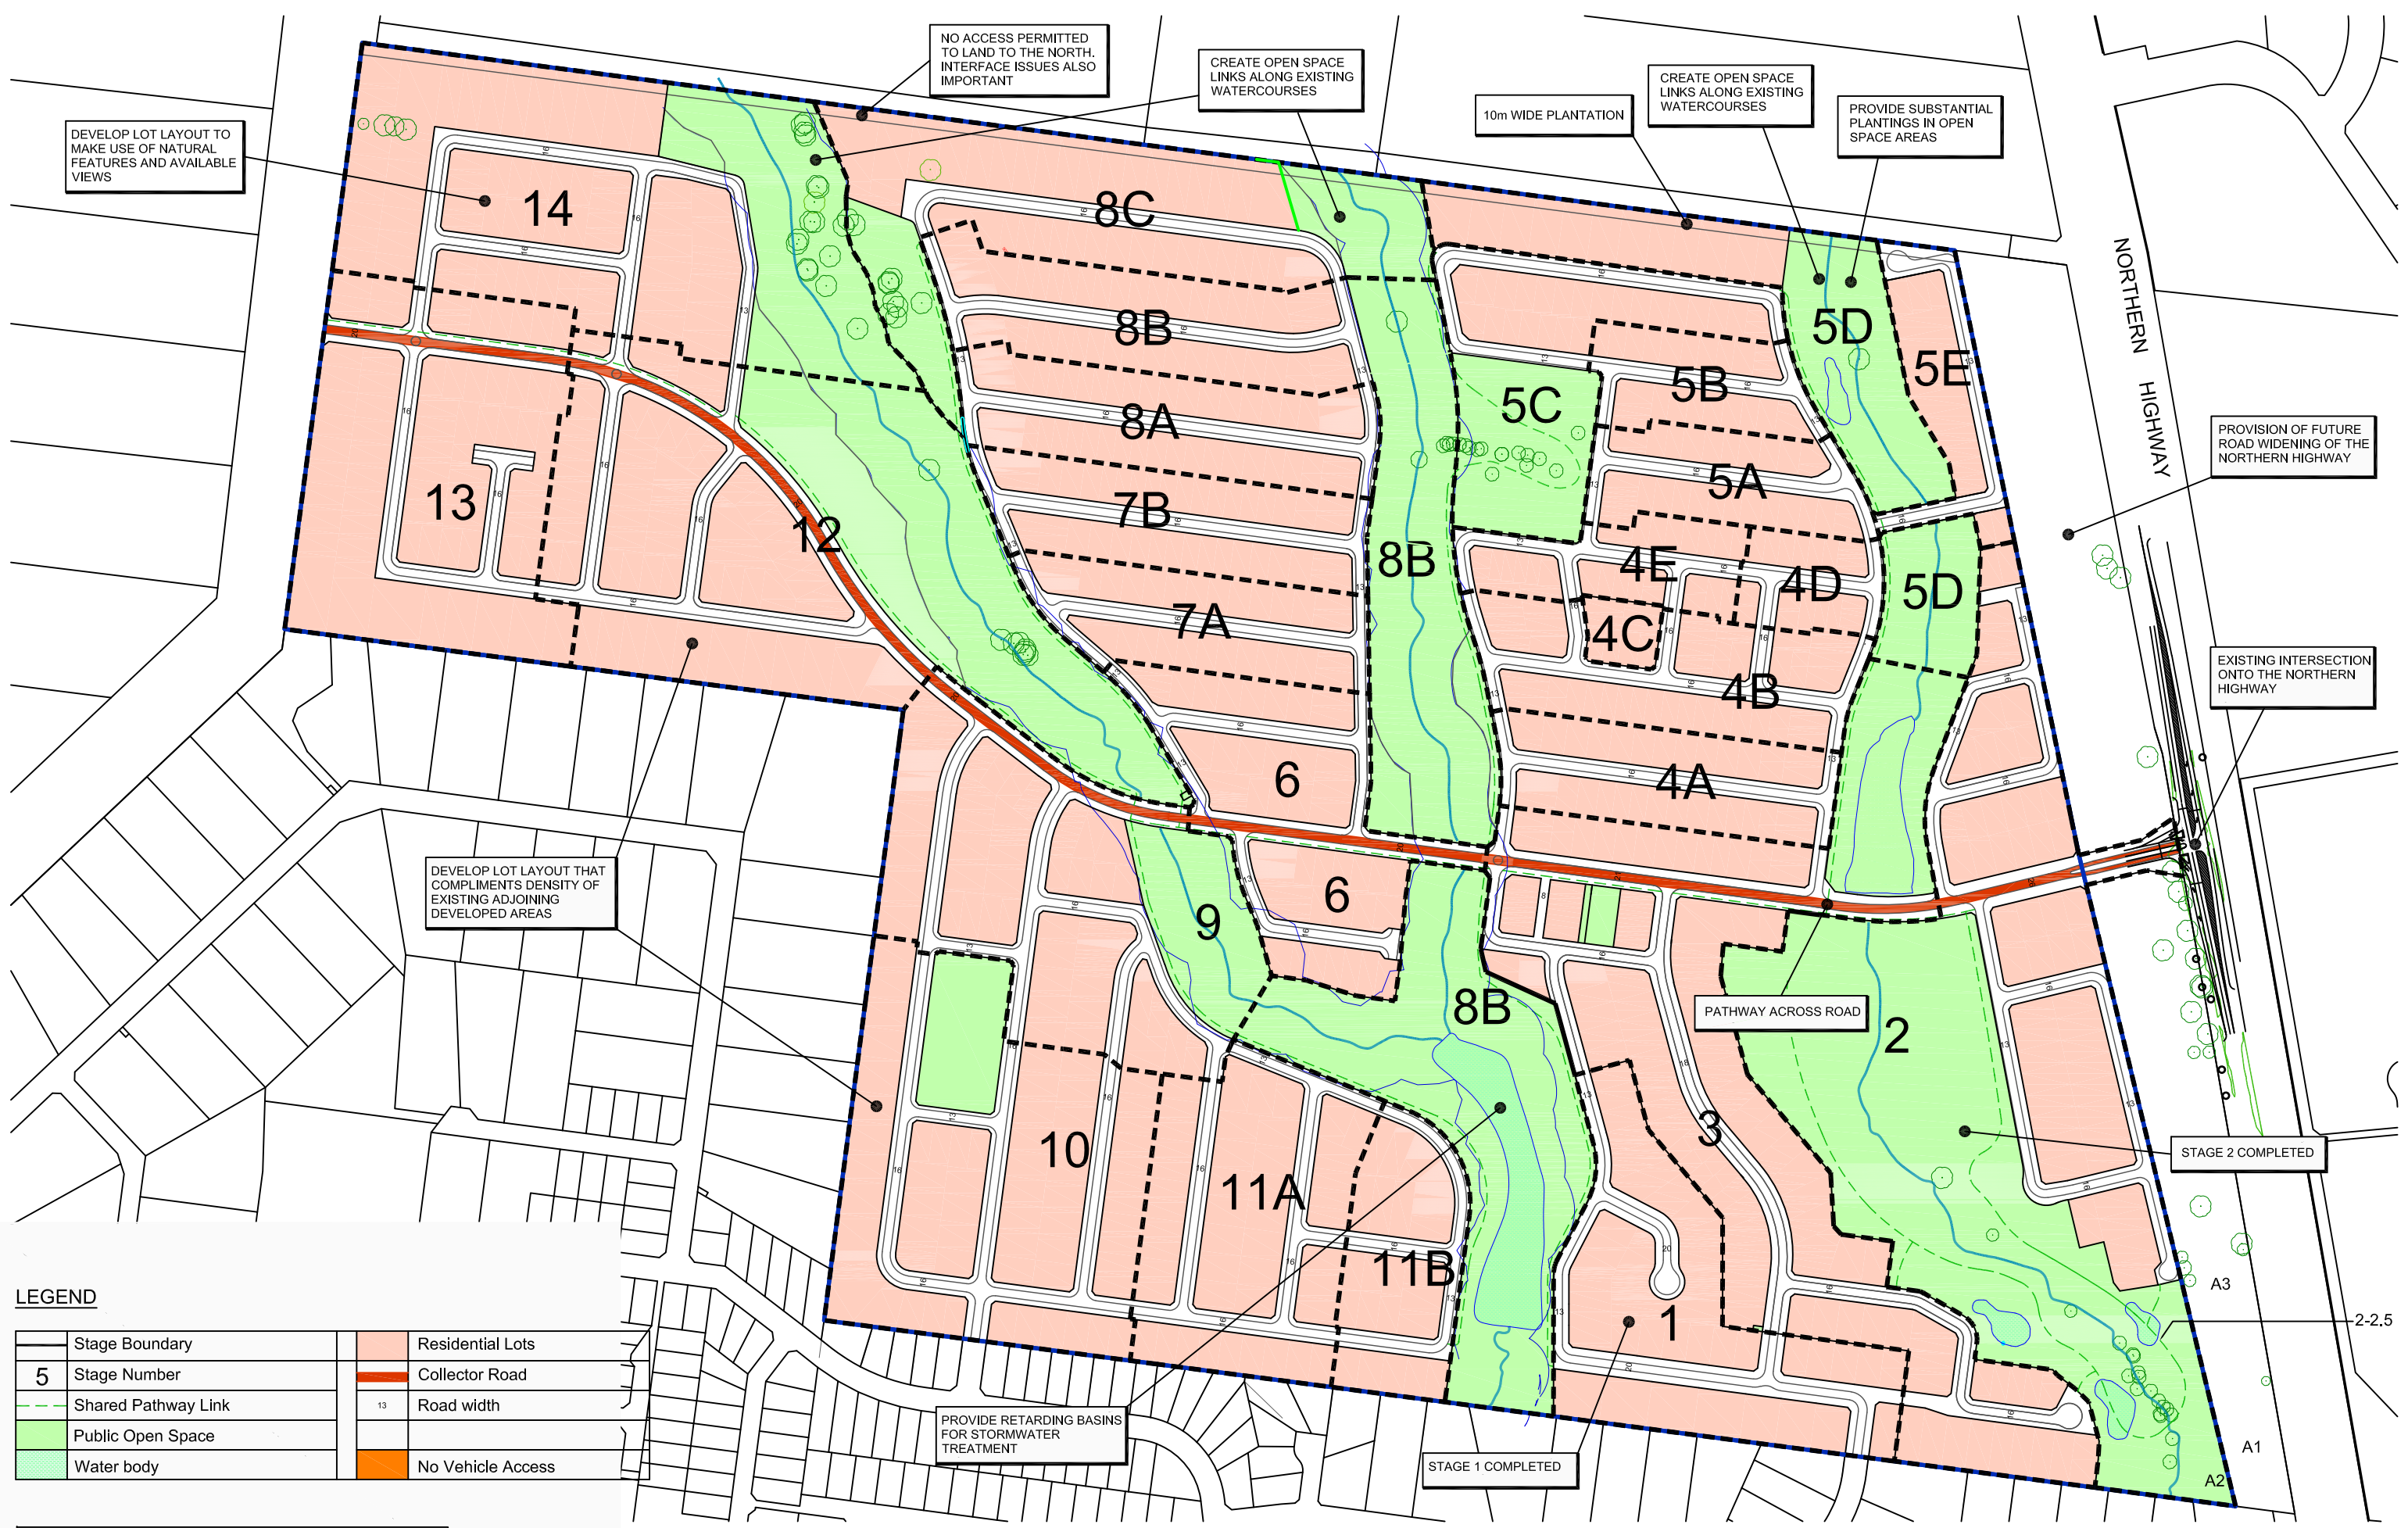 NO ACCESS PERMITTED
TO LAND TO THE NORTH.
INTERFACE ISSUES ALSO
IMPORTANT
CREATE OPEN SPACE
LINKS ALONG EXISTING
WATERCOURSES
CREATE OPEN SPACE
LINKS ALONG EXISTING
WATERCOURSES
10m WIDE PLANTATION
PROVIDE SUBSTANTIAL
PLANTINGS IN OPEN
SPACE AREAS
DEVELOP LOT LAYOUT TO
MAKE USE OF NATURAL
FEATURES AND AVAILABLE
VIEWS
14
8C
NORTHERN HIGHWAY
8B
5D
5E
5B
5C
8A
PROVISION OF FUTURE
ROAD WIDENING OF THE
NORTHERN HIGHWAY
13
7B
5A
12
8B
4E
4D
5D
7A
4C
EXISTING INTERSECTION
ONTO THE NORTHERN
HIGHWAY
4B
6
4A
DEVELOP LOT LAYOUT THAT
COMPLIMENTS DENSITY OF
EXISTING ADJOINING
DEVELOPED AREAS
9
6
8B
PATHWAY ACROSS ROAD
2
3
10
11A
11B
STAGE 2 COMPLETED
1
A3
2-2.5
A1
A2
PROVIDE RETARDING BASINS
FOR STORMWATER
TREATMENT
STAGE 1 COMPLETED
LEGEND
Stage Boundary
5 Stage Number
Shared Pathway Link
Public Open Space
Water body
Residential Lots
Collector Road
13 Road width
No Vehicle Access